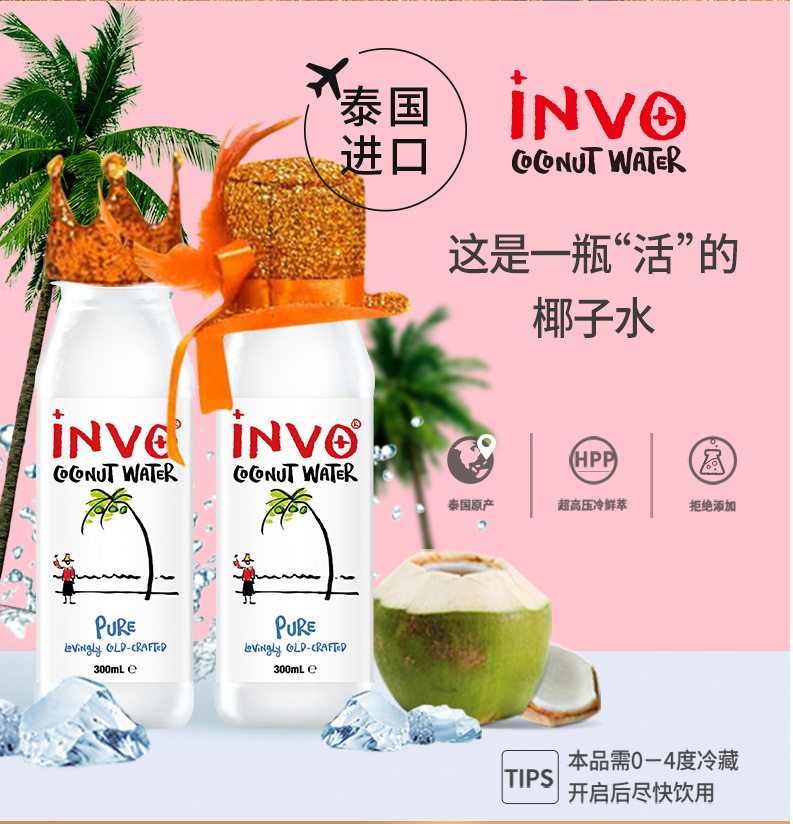 泰国
进口
iNVO
COCONUT WATER
这是一瓶“活”的
椰子水
iNVO®
COCONUT WATER
PURE
LOVINGLY COLD-CRAFTED
300mL ℮
iNVO®
COCONUT WATER
PURE
LOVINGLY COLD-CRAFTED
300mL ℮
泰国原产
HPP
超高压冷鲜萃
拒绝添加
TIPS
本品需0－4度冷藏
开启后尽快饮用